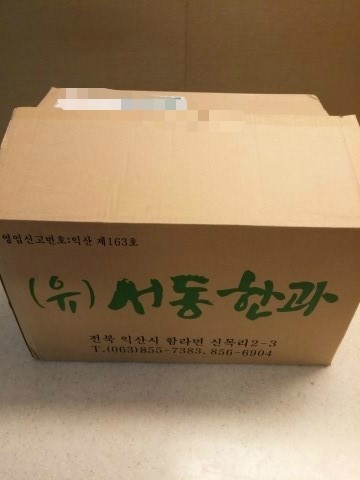 영업신고번호:익산 제163호
(유) 서동한과
전북 익산시 함라면 신목리2-3
T.(063)855-7383. 856-6904